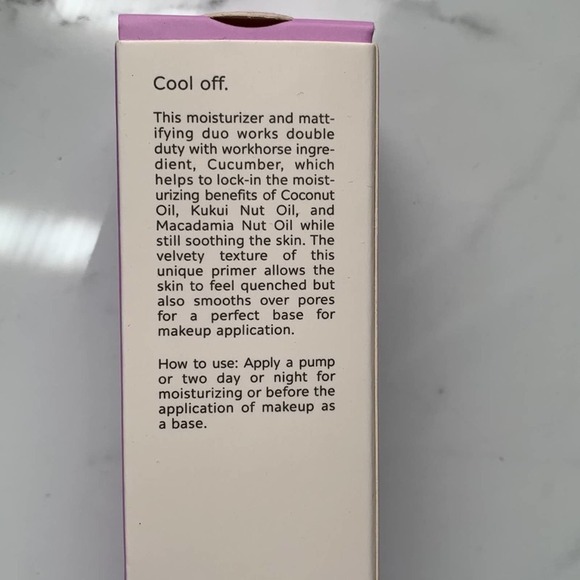 Cool off.
This moisturizer and matt-
ifying duo works double
duty with workhorse ingre-
dient, Cucumber, which
helps to lock-in the moist-
urizing benefits of Coconut
Oil, Kukui Nut Oil, and
Macadamia Nut Oil while
still soothing the skin. The
velvety texture of this
unique primer allows the
skin to feel quenched but
also smooths over pores
for a perfect base for
makeup application.
How to use: Apply a pump
or two day or night for
moisturizing or before the
application of makeup as
a base.